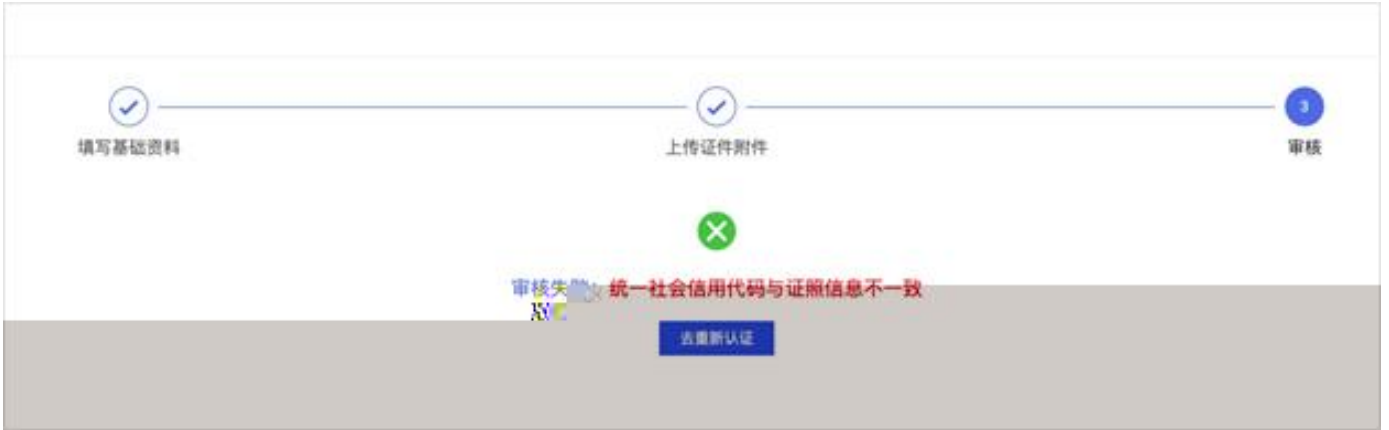 3
填写基础资料
上传证件附件
审核
审核失 统一社会信用代码与证照信息不一致
去重新认证